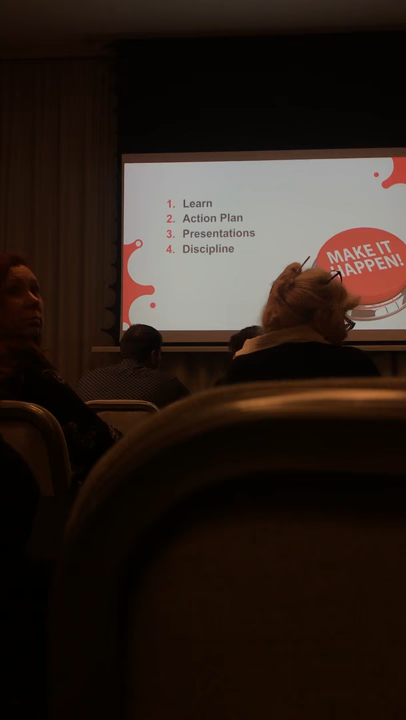 1. Learn
2. Action Plan
3. Presentations
4. Discipline
MAKE IT
HAPPEN!